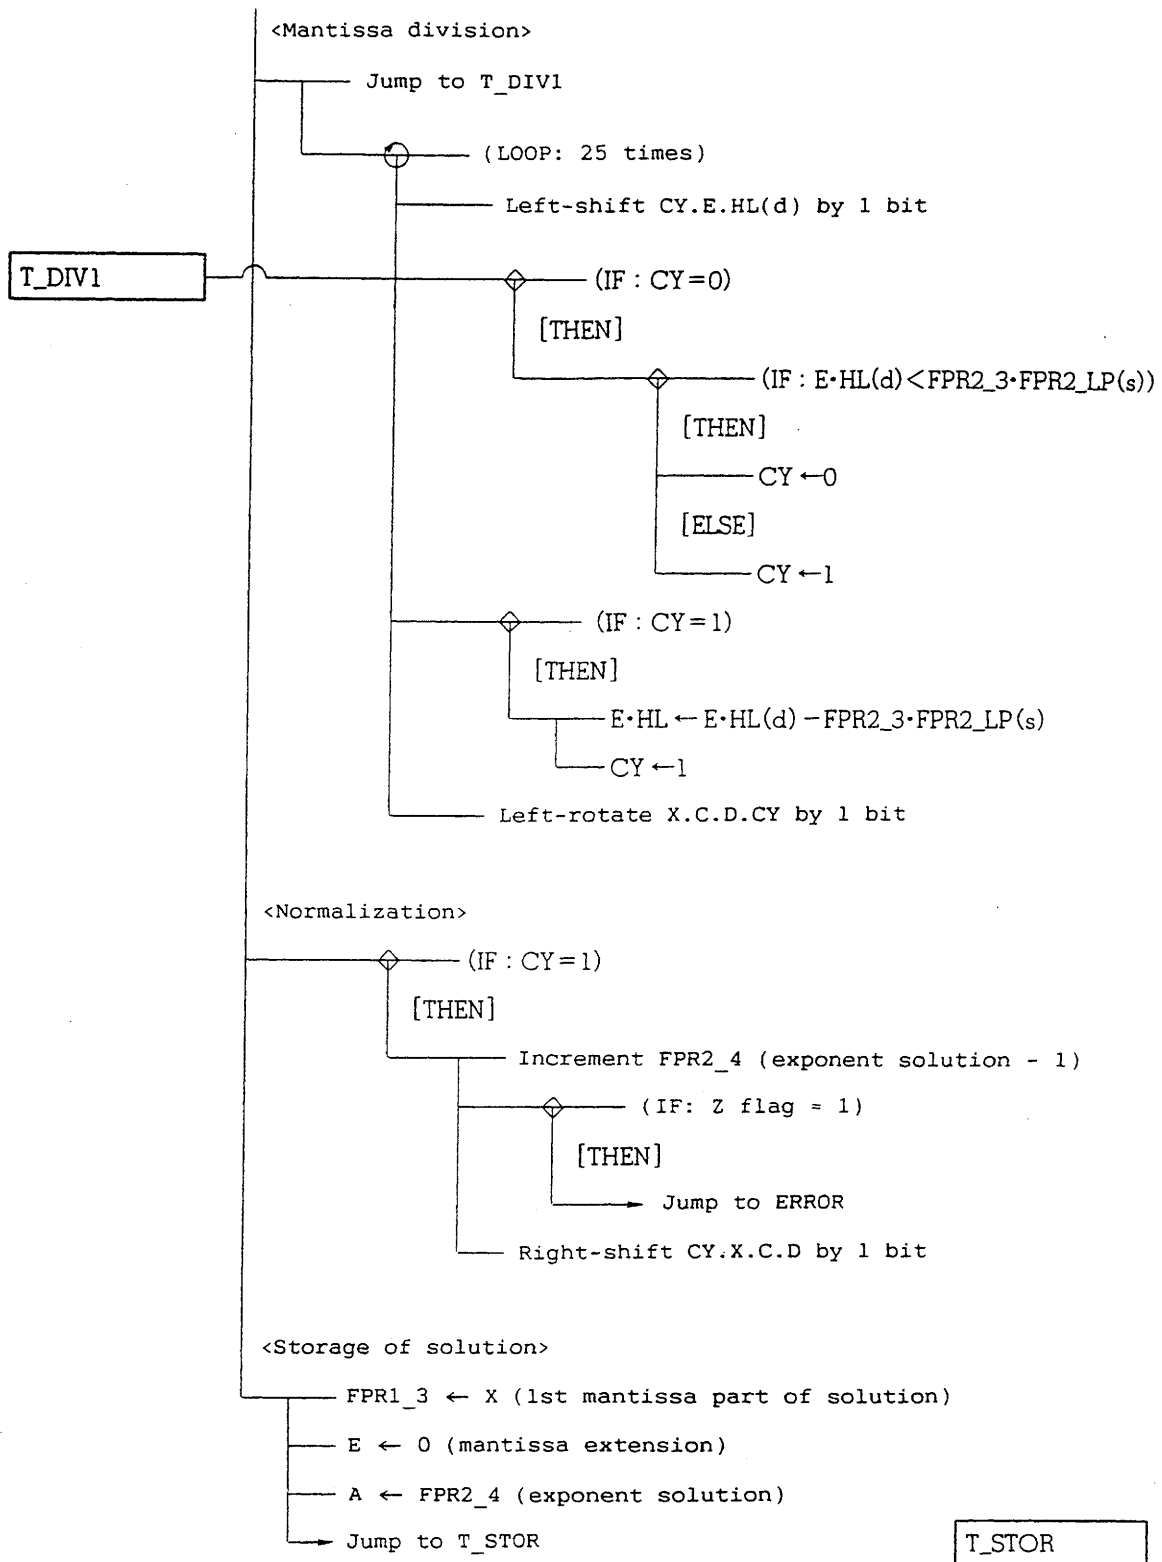 <Mantissa division>
Jump to T_DIV1
(LOOP: 25 times)
Left-shift CY.E.HL(d) by 1 bit
T_DIV1
(IF : CY=0)
[THEN]
(IF : E·HL(d)<FPR2_3·FPR2_LP(s))
[THEN]
CY ←0
[ELSE]
CY ←1
(IF : CY=1)
[THEN]
E·HL ← E·HL(d) − FPR2_3·FPR2_LP(s)
CY ←1
Left-rotate X.C.D.CY by 1 bit
<Normalization>
(IF : CY=1)
[THEN]
Increment FPR2_4 (exponent solution - 1)
(IF: Z flag = 1)
[THEN]
Jump to ERROR
Right-shift CY.X.C.D by 1 bit
<Storage of solution>
FPR1_3 ← X (1st mantissa part of solution)
E ← 0 (mantissa extension)
A ← FPR2_4 (exponent solution)
Jump to T_STOR
T_STOR